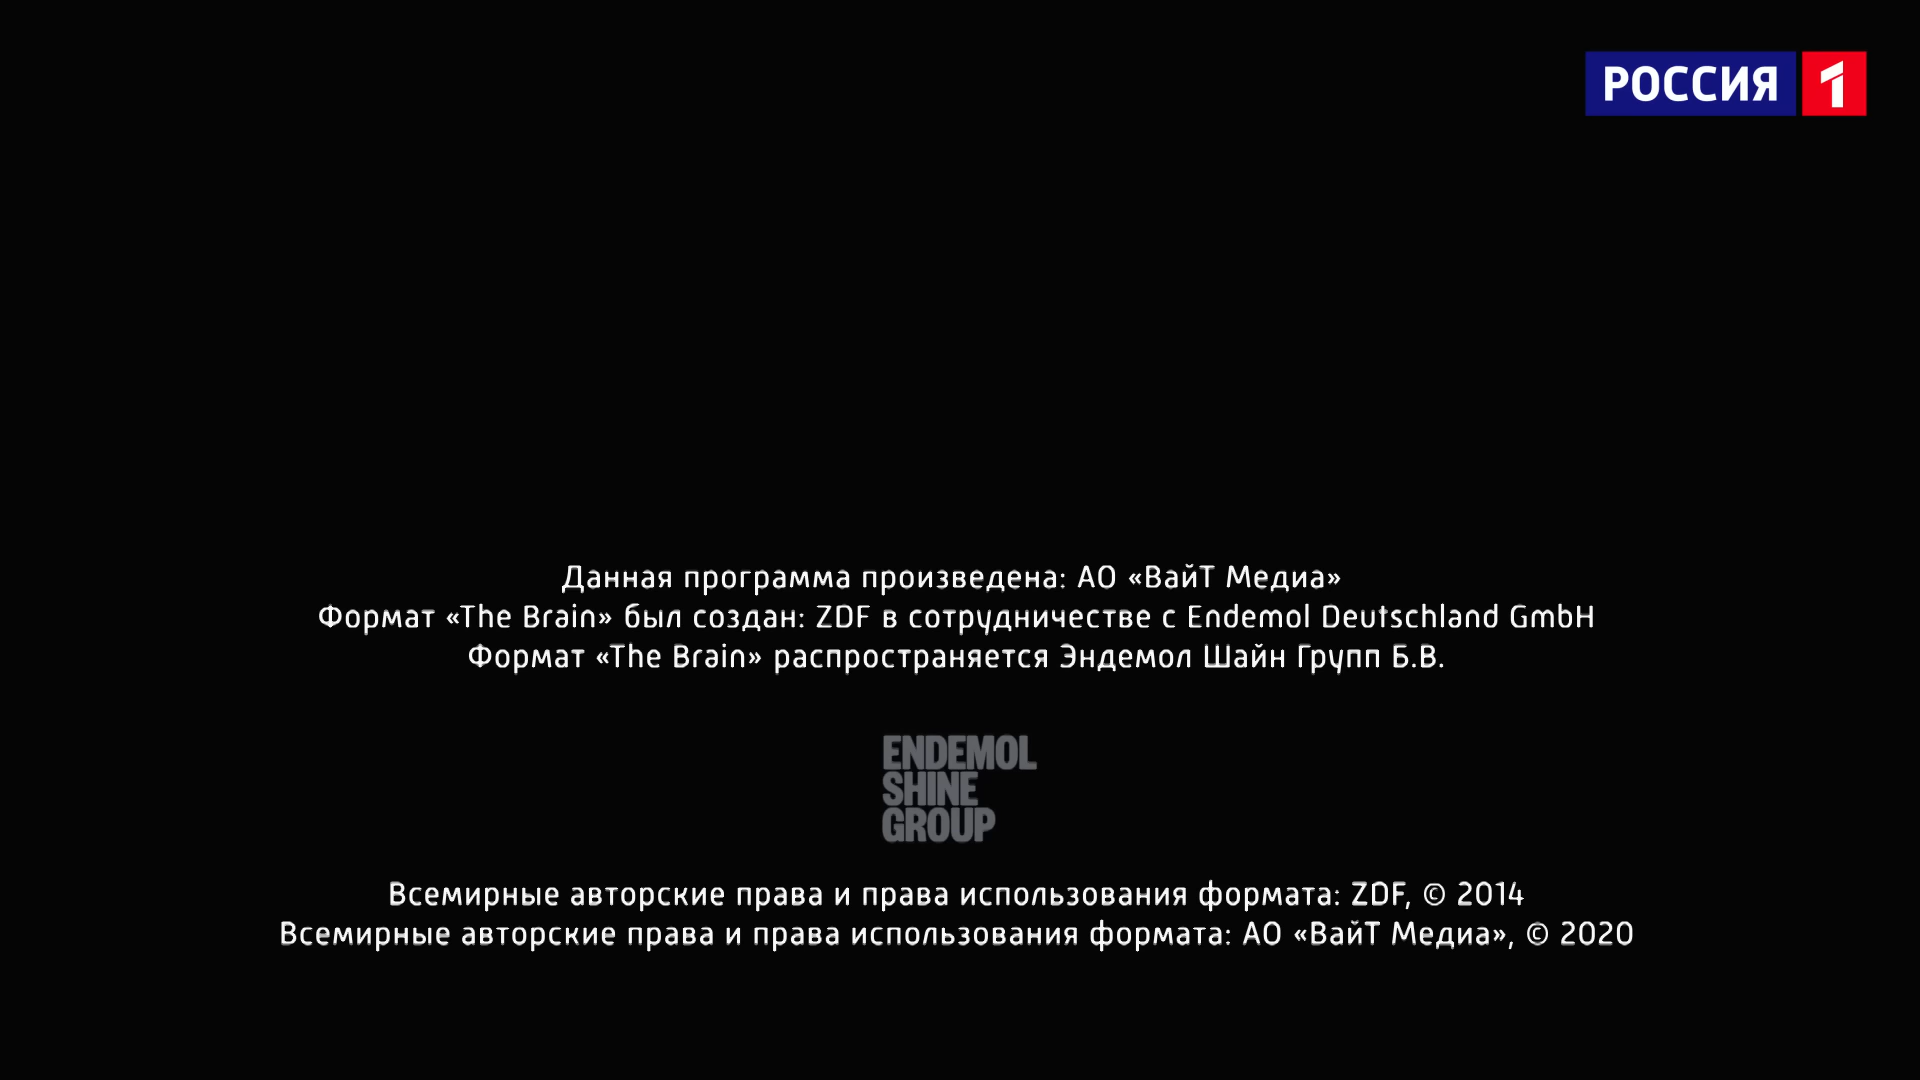 РОССИЯ 1
Данная программа произведена: АО «ВайТ Медиа»
Формат «The Brain» был создан: ZDF в сотрудничестве с Endemol Deutschland GmbH
Формат «The Brain» распространяется Эндемол Шайн Групп Б.В.
ENDEMOL
SHINE
GROUP
Всемирные авторские права и права использования формата: ZDF, © 2014
Всемирные авторские права и права использования формата: АО «ВайТ Медиа», © 2020